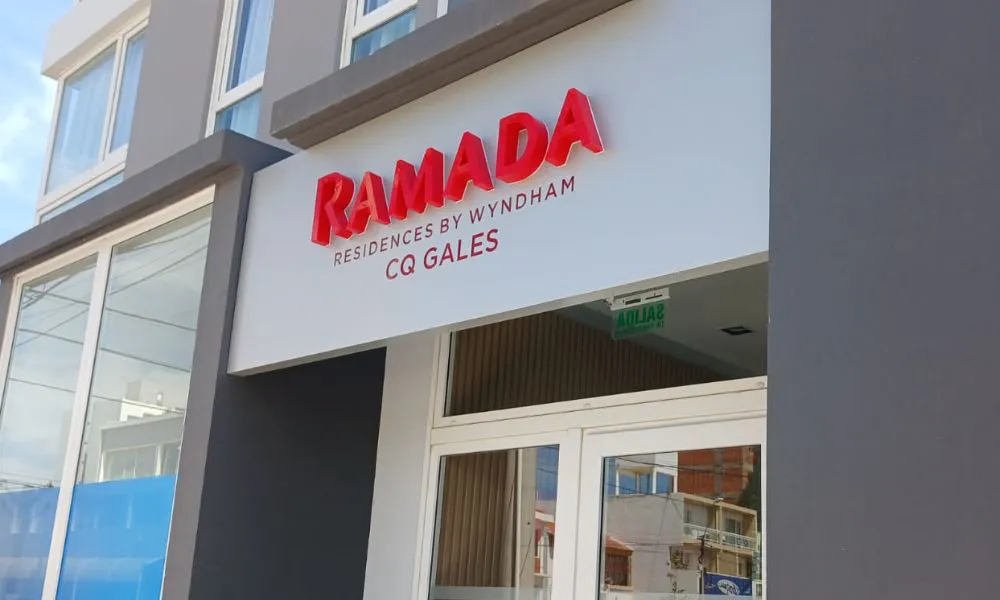 RAMADA
RESIDENCES BY WYNDHAM
CQ GALES
SALIDA